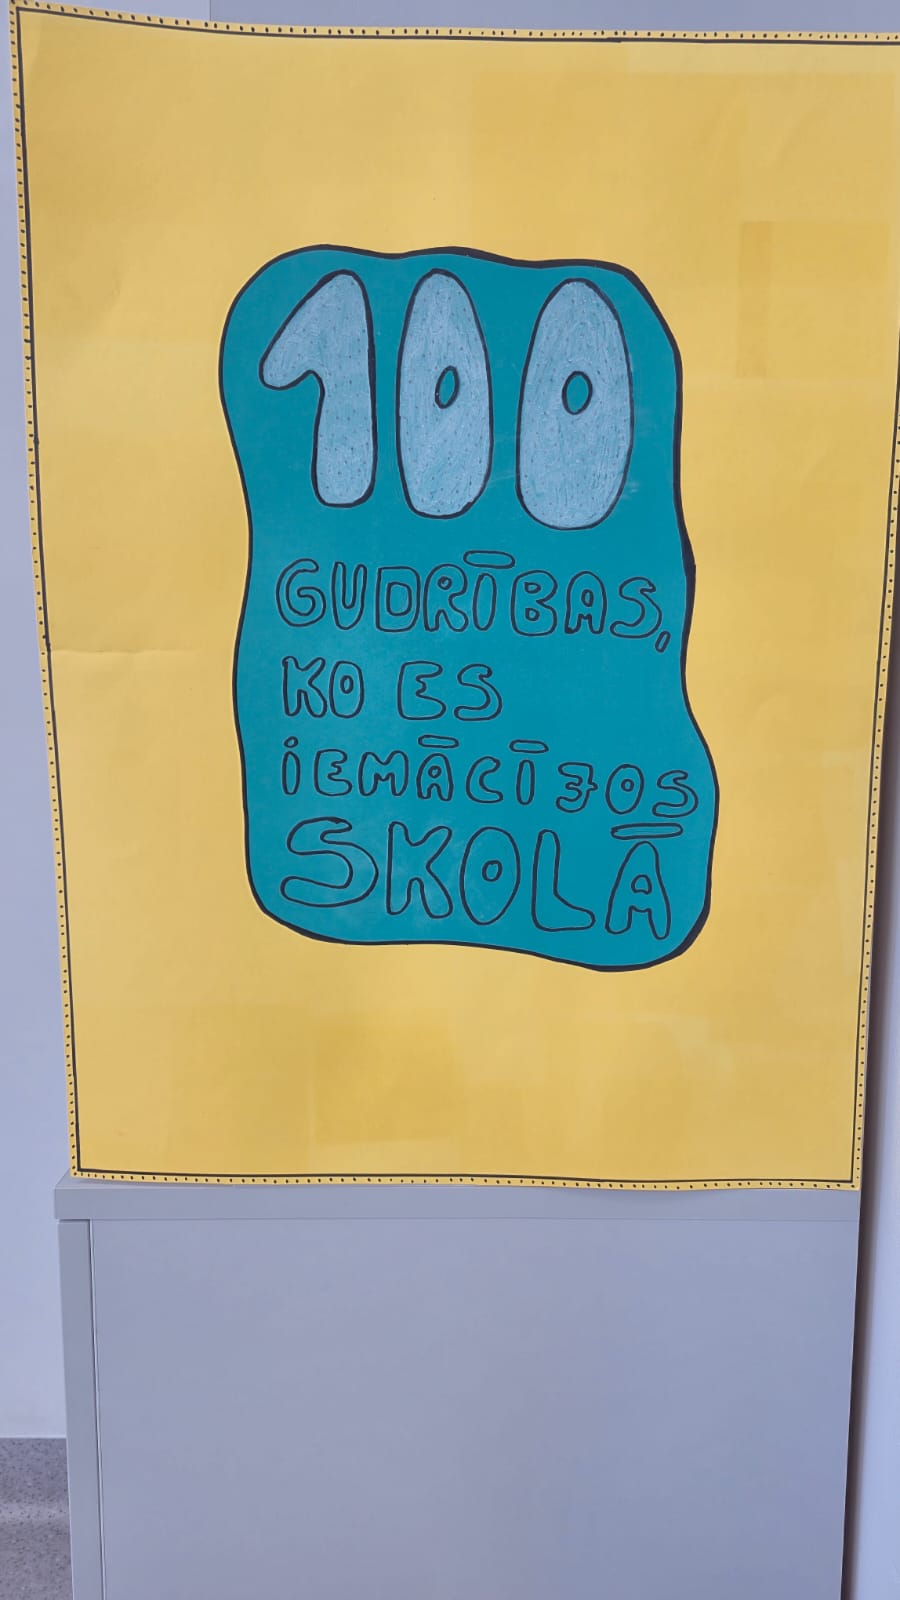 100
GUDRĪBAS,
KO ES
IEMĀCĪJOS
SKOLĀ